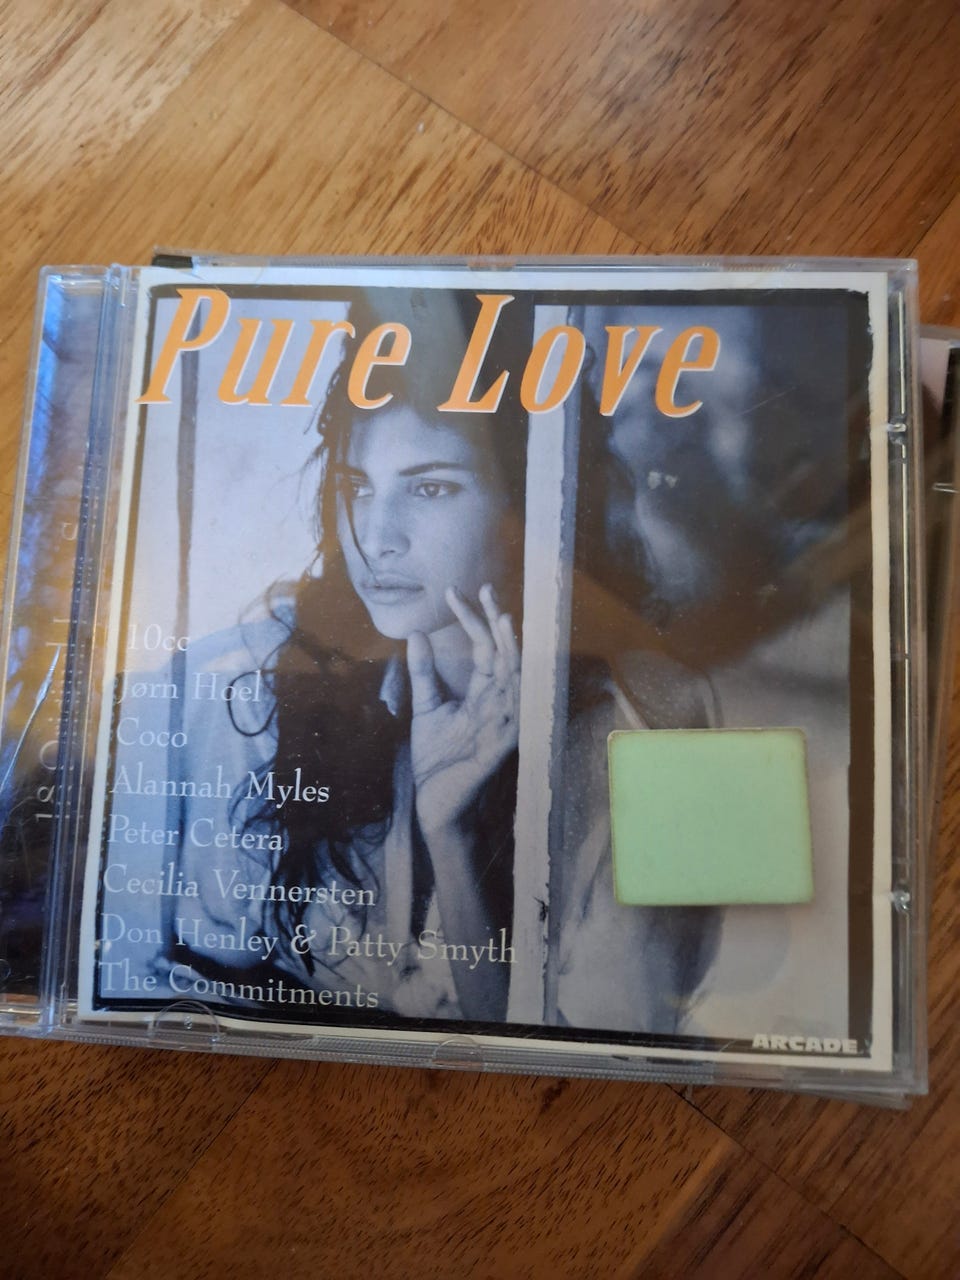 Pure Love
10cc
Jørn Hoel
Coco
Alannah Myles
Peter Cetera
Cecilia Vennersten
Don Henley & Patty Smyth
The Commitments
ARCADE
18